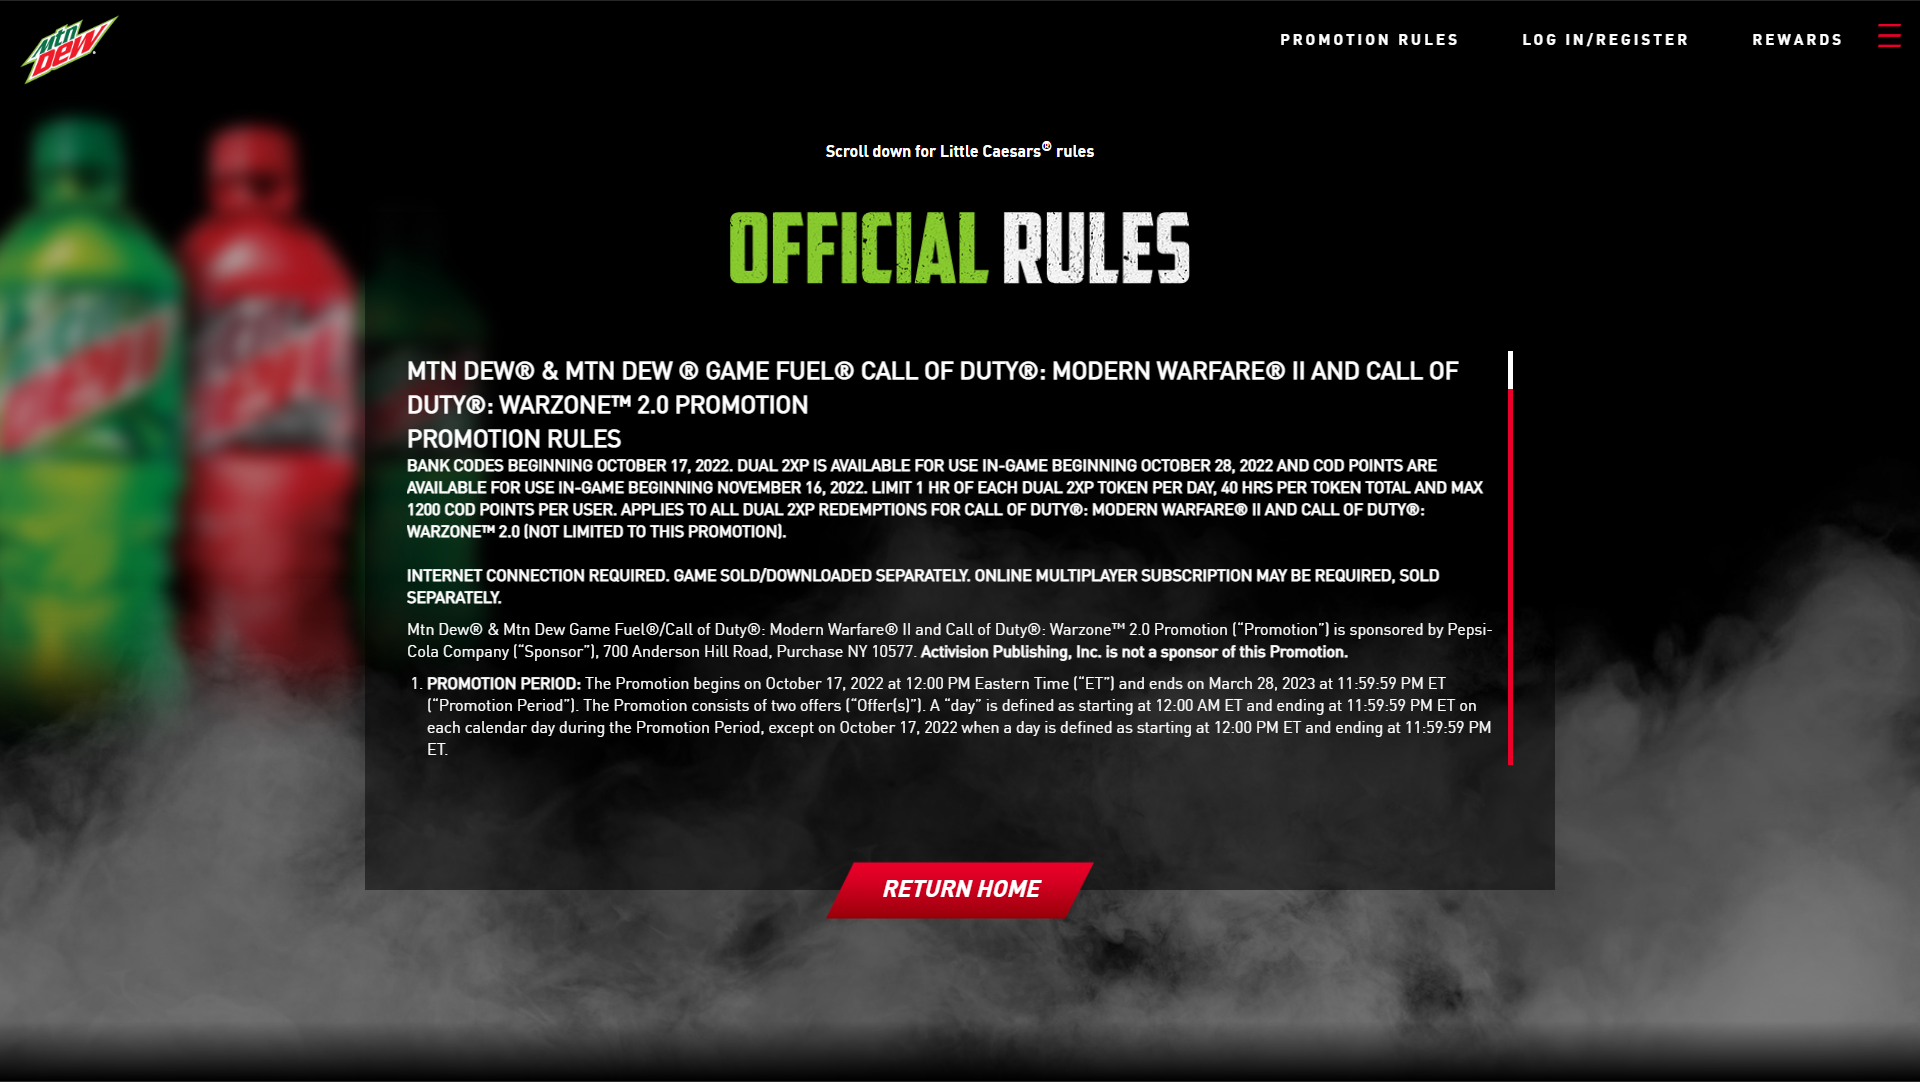 mtn
DEW
PROMOTION RULES
LOG IN/REGISTER
REWARDS
Scroll down for Little Caesars® rules
OFFICIAL RULES
MTN DEW® & MTN DEW ® GAME FUEL® CALL OF DUTY®: MODERN WARFARE® II AND CALL OF
DUTY®: WARZONE™ 2.0 PROMOTION
PROMOTION RULES
BANK CODES BEGINNING OCTOBER 17, 2022. DUAL 2XP IS AVAILABLE FOR USE IN-GAME BEGINNING OCTOBER 28, 2022 AND COD POINTS ARE
AVAILABLE FOR USE IN-GAME BEGINNING NOVEMBER 16, 2022. LIMIT 1 HR OF EACH DUAL 2XP TOKEN PER DAY, 40 HRS PER TOKEN TOTAL AND MAX
1200 COD POINTS PER USER. APPLIES TO ALL DUAL 2XP REDEMPTIONS FOR CALL OF DUTY®: MODERN WARFARE® II AND CALL OF DUTY®:
WARZONE™ 2.0 (NOT LIMITED TO THIS PROMOTION).
INTERNET CONNECTION REQUIRED. GAME SOLD/DOWNLOADED SEPARATELY. ONLINE MULTIPLAYER SUBSCRIPTION MAY BE REQUIRED, SOLD
SEPARATELY.
Mtn Dew® & Mtn Dew Game Fuel®/Call of Duty®: Modern Warfare® II and Call of Duty®: Warzone™ 2.0 Promotion (“Promotion”) is sponsored by Pepsi-
Cola Company (“Sponsor”), 700 Anderson Hill Road, Purchase NY 10577. Activision Publishing, Inc. is not a sponsor of this Promotion.
1. PROMOTION PERIOD: The Promotion begins on October 17, 2022 at 12:00 PM Eastern Time (“ET”) and ends on March 28, 2023 at 11:59:59 PM ET
(“Promotion Period”). The Promotion consists of two offers (“Offer(s)”). A “day” is defined as starting at 12:00 AM ET and ending at 11:59:59 PM ET on
each calendar day during the Promotion Period, except on October 17, 2022 when a day is defined as starting at 12:00 PM ET and ending at 11:59:59 PM
ET.
RETURN HOME